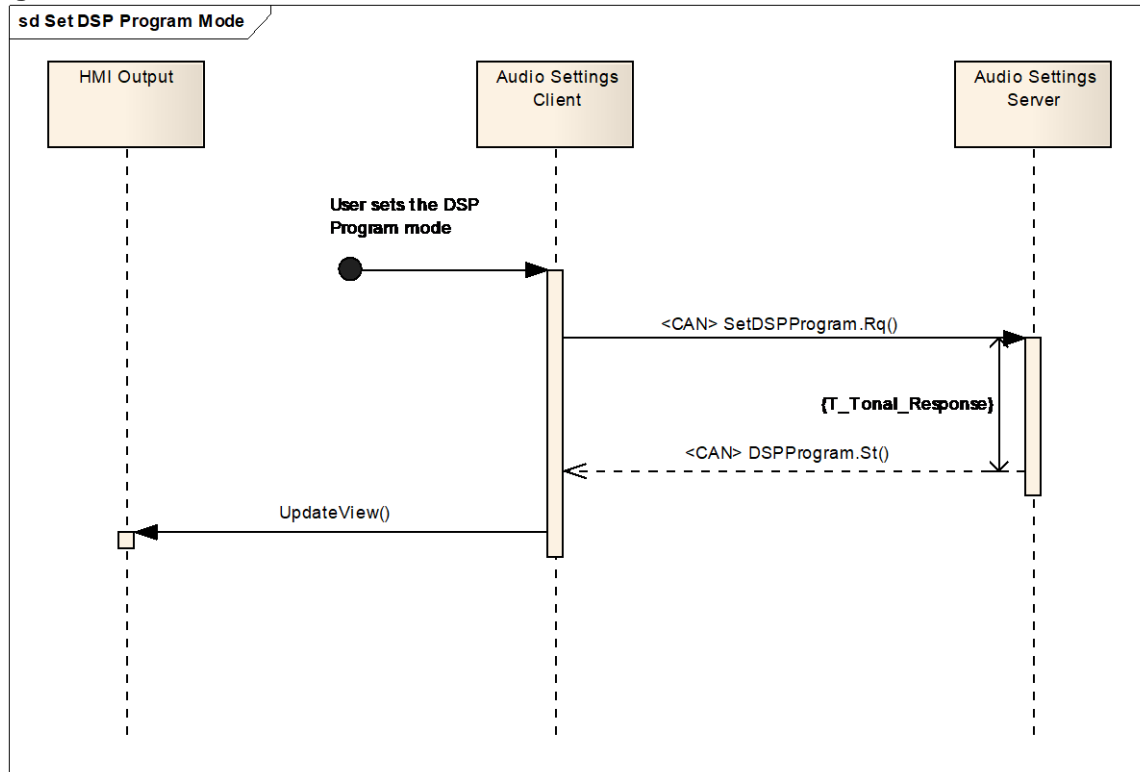 sd Set DSP Program Mode
HMI Output
Audio Settings
Client
Audio Settings
Server
User sets the DSP
Program mode
<CAN> SetDSPProgram.Rq()
{T_Tonal_Response}
<CAN> DSPProgram.St()
UpdateView()